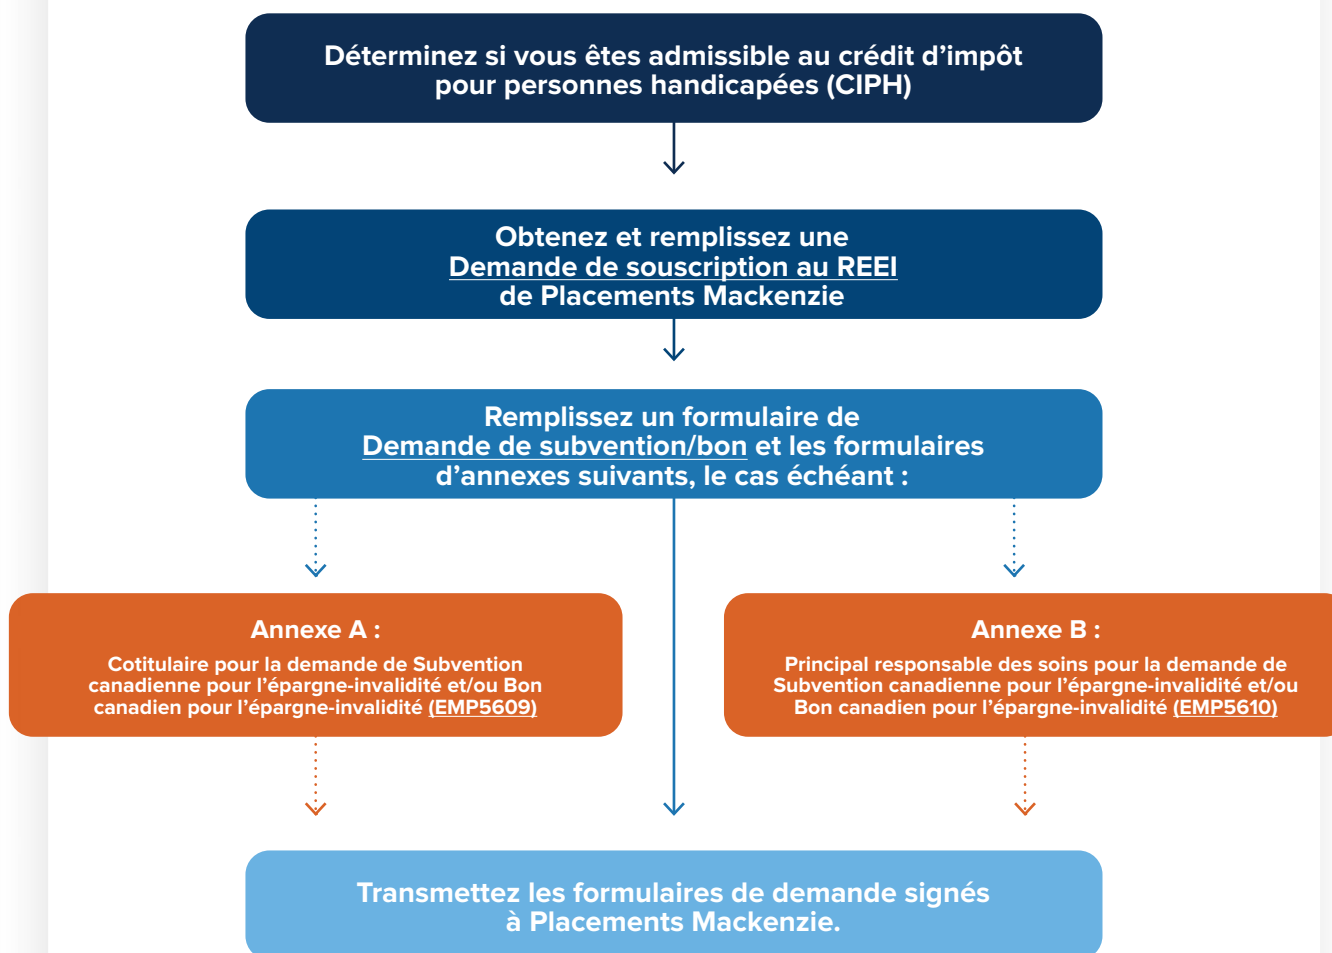 Déterminez si vous êtes admissible au crédit d’impôt
pour personnes handicapées (CIPH)
Obtenez et remplissez une
Demande de souscription au REEI
de Placements Mackenzie
Remplissez un formulaire de
Demande de subvention/bon et les formulaires
d’annexes suivants, le cas échéant :
Annexe A :
Cotitulaire pour la demande de Subvention
canadienne pour l’épargne-invalidité et/ou Bon
canadien pour l’épargne-invalidité (EMP5609)
Annexe B :
Principal responsable des soins pour la demande de
Subvention canadienne pour l’épargne-invalidité et/ou
Bon canadien pour l’épargne-invalidité (EMP5610)
Transmettez les formulaires de demande signés
à Placements Mackenzie.